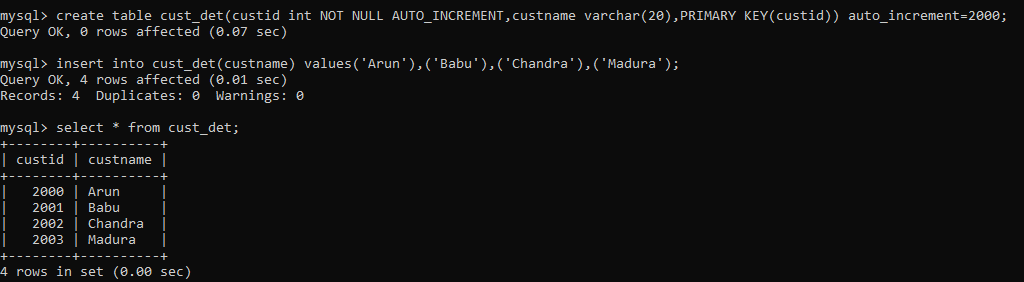 mysql> create table cust_det(custid int NOT NULL AUTO_INCREMENT,custname varchar(20),PRIMARY KEY(custid)) auto_increment=2000;
Query OK, 0 rows affected (0.07 sec)
mysql> insert into cust_det(custname) values('Arun'),('Babu'),('Chandra'),('Madura');
Query OK, 4 rows affected (0.01 sec)
Records: 4  Duplicates: 0  Warnings: 0
mysql> select * from cust_det;
+--------+----------+
| custid | custname |
+--------+----------+
|   2000 | Arun     |
|   2001 | Babu     |
|   2002 | Chandra  |
|   2003 | Madura   |
+--------+----------+
4 rows in set (0.00 sec)